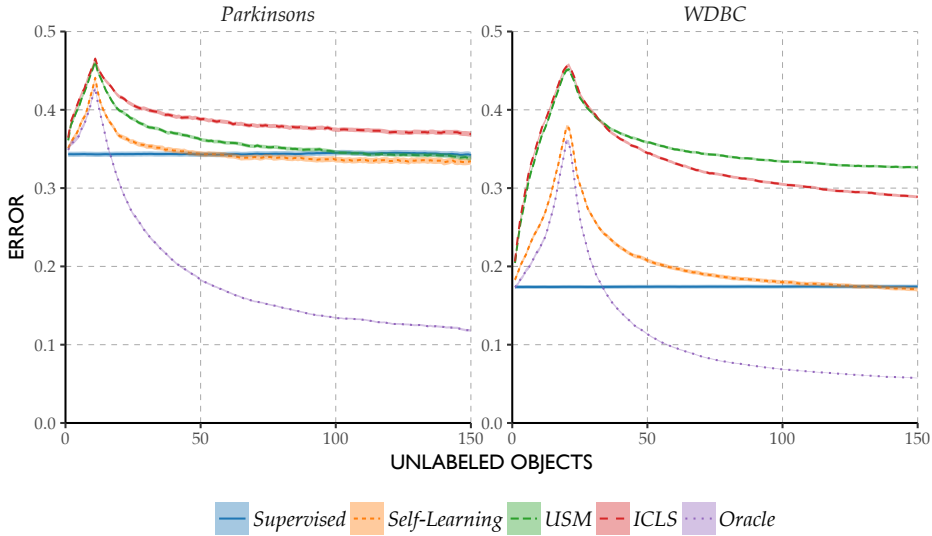 Parkinsons WDBC
0.5 0.5
0.4 0.4
0.3 0.3
ERROR
0.2 0.2
0.1 0.1
0.0 0.0
0 50 100 150 0 50 100 150
UNLABELED OBJECTS
Supervised Self-Learning USM ICLS Oracle